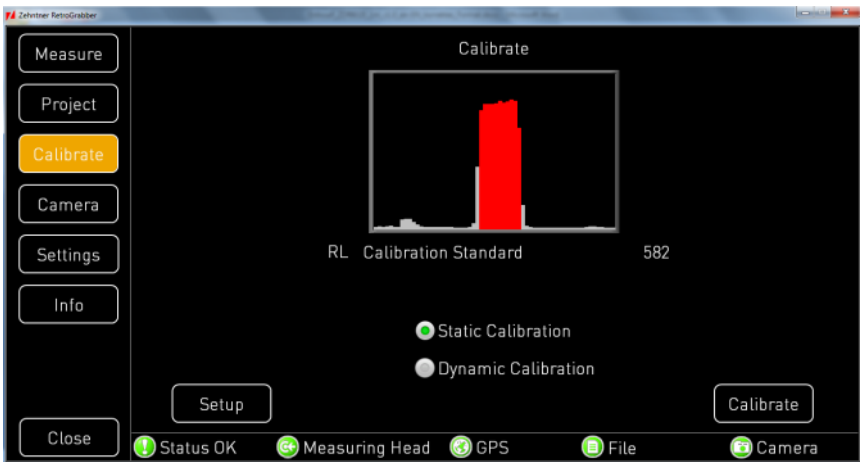 Zehntner RetroGrabber
Measure
Project
Calibrate
Camera
Settings
Info
Close
Calibrate
RL Calibration Standard 582
Static Calibration
Dynamic Calibration
Setup
Calibrate
Status OK Measuring Head GPS File Camera